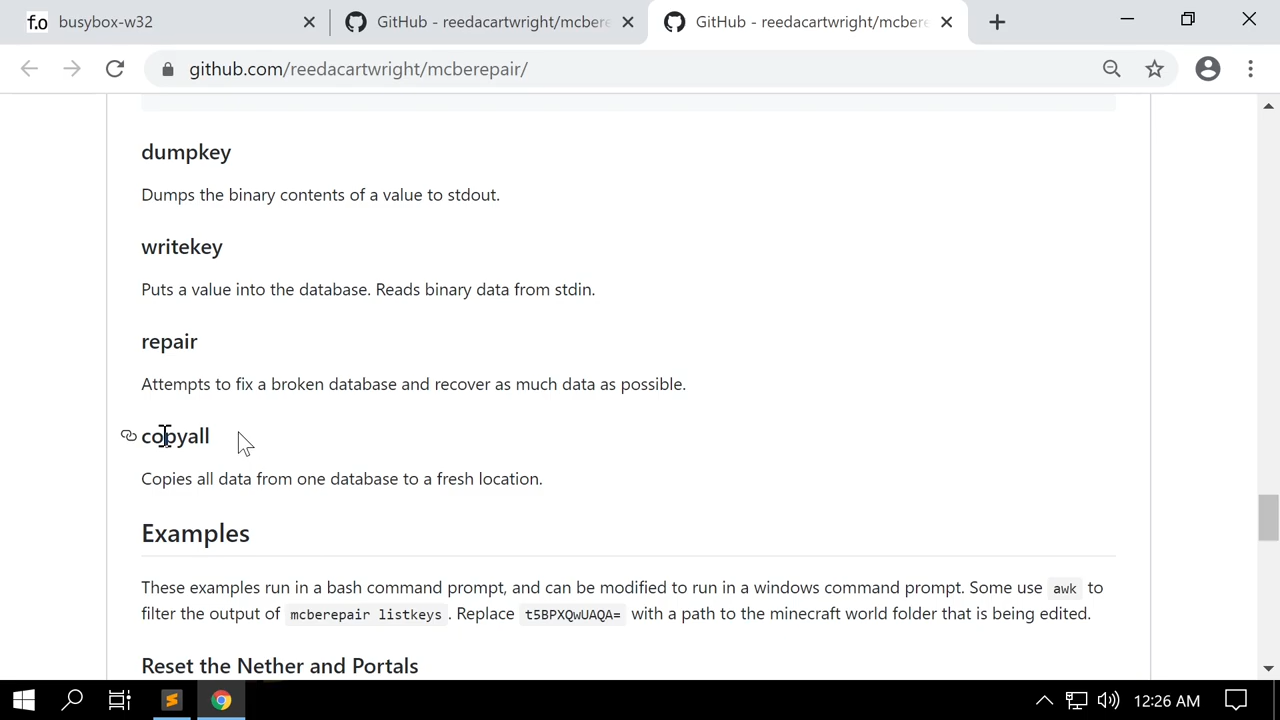 f.o busybox-w32
GitHub - reedacartwright/mcbere
GitHub - reedacartwright/mcbere
github.com/reedacartwright/mcberepair/
dumpkey
Dumps the binary contents of a value to stdout.
writekey
Puts a value into the database. Reads binary data from stdin.
repair
Attempts to fix a broken database and recover as much data as possible.
copyall
Copies all data from one database to a fresh location.
Examples
These examples run in a bash command prompt, and can be modified to run in a windows command prompt. Some use awk to
filter the output of mcberepair listkeys . Replace t5BPXQwUAQA= with a path to the minecraft world folder that is being edited.
Reset the Nether and Portals
12:26 AM